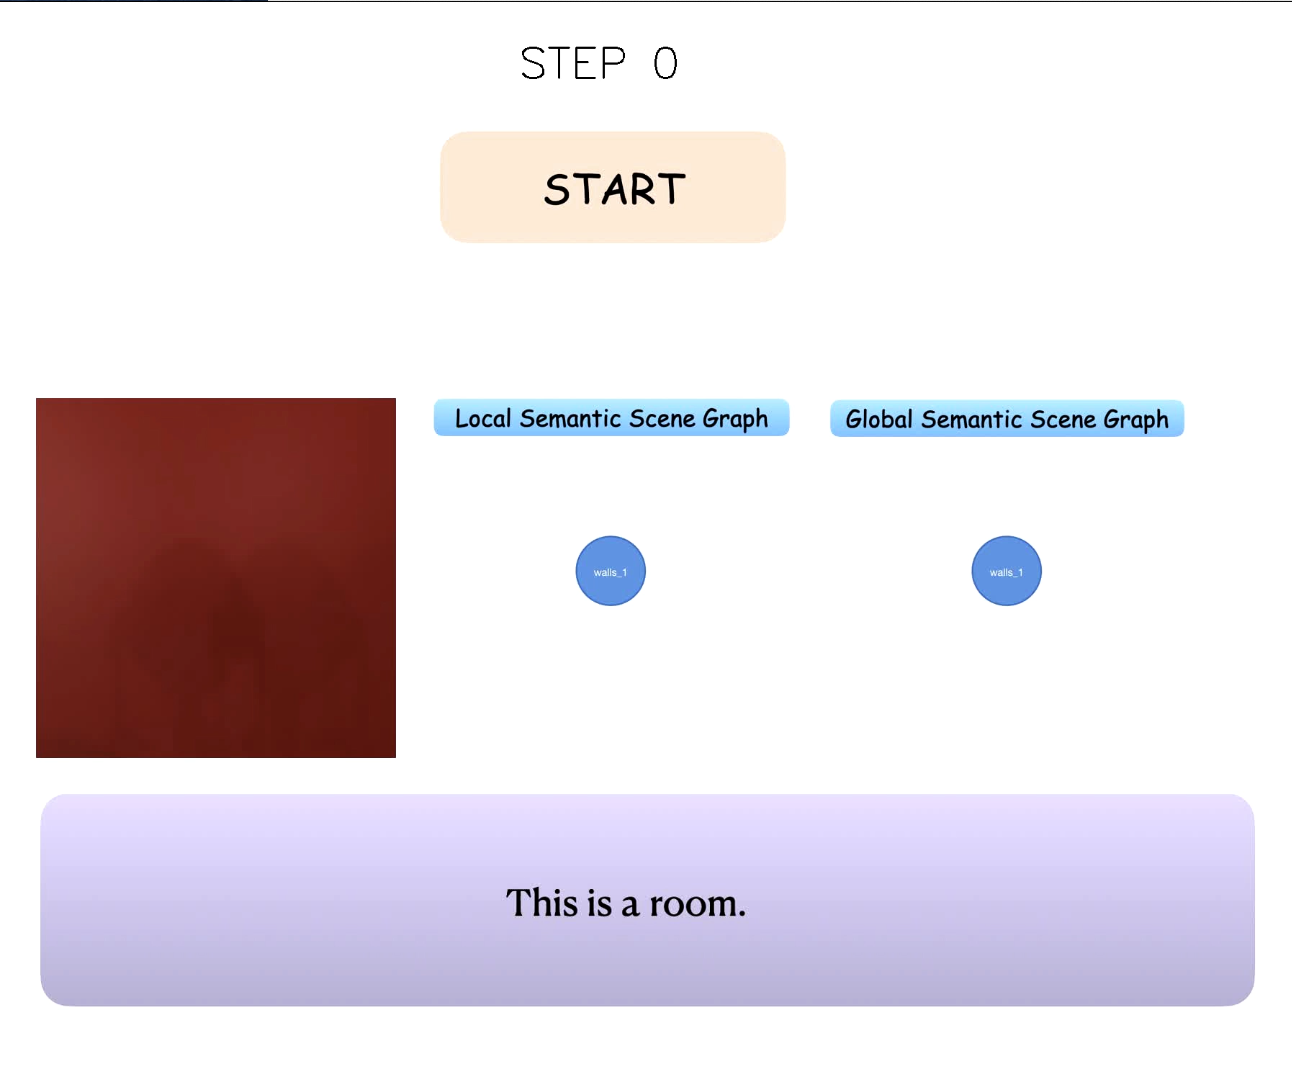 STEP 0
START
Local Semantic Scene Graph
Global Semantic Scene Graph
walls_1
walls_1
This is a room.